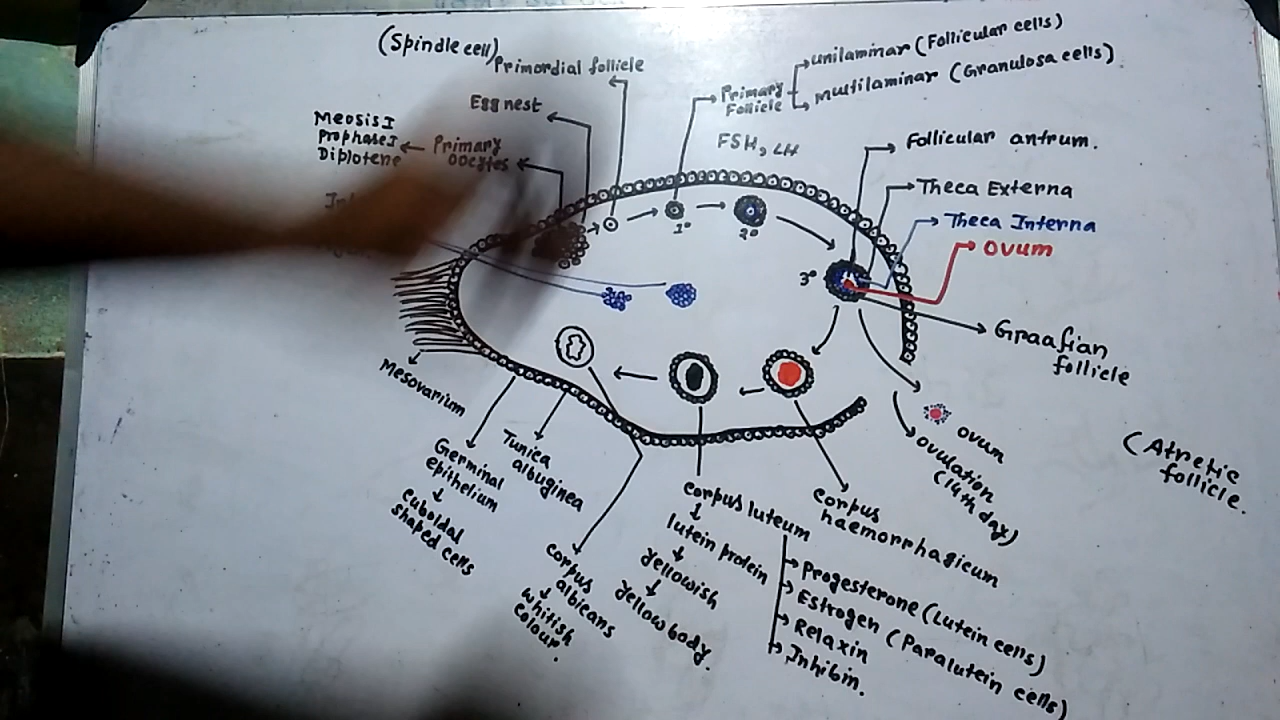 (Spindle cell)
Primordial follicle
Egg nest
Meosis I
Prophase I
Diplotene
Primary
oocytes
Primary
Follicle
unilaminar (Follicular cells)
multilaminar (Granulosa cells)
FSH, LH
Follicular antrum.
Theca Externa
Theca Interna
Ovum
1°
2°
3°
Graafian
follicle
Mesovarium
Germinal
epithelium
cuboidal
shaped cells
Tunica
albuginea
corpus
albicans
whitish
colour.
corpus luteum
lutein protein
yellowish
yellow body.
corpus
haemorrhagicum
Progesterone (Lutein cells)
Estrogen (Paralutein cells)
Relaxin
Inhibin.
ovum
ovulation
(14th day)
(Atretic
follicle.